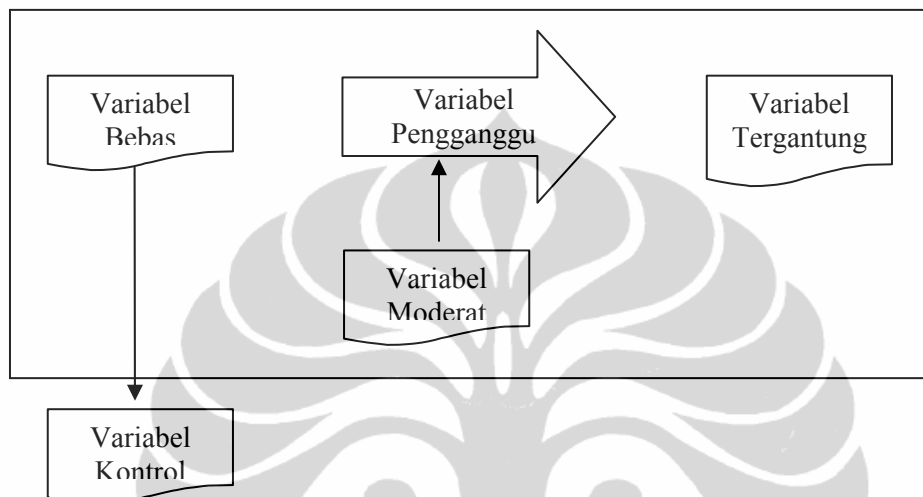 Variabel
Bebas
Variabel
Pengganggu
Variabel
Tergantung
Variabel
Moderat
Variabel
Kontrol